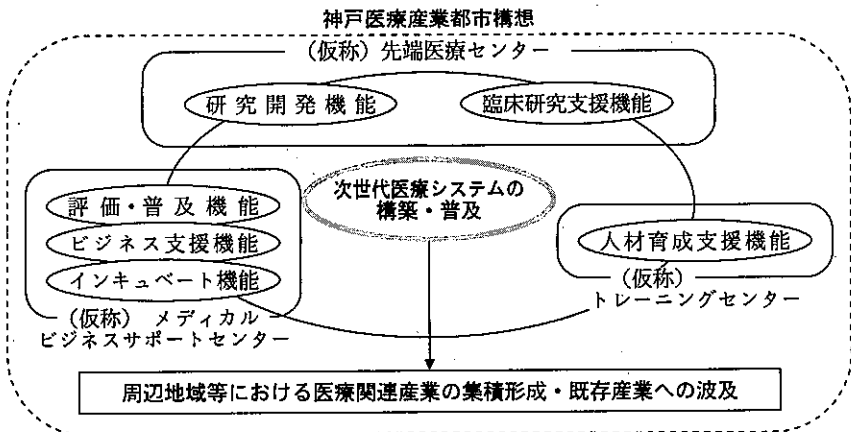 神戸医療産業都市構想
(仮称)先端医療センター
研究開発機能
臨床研究支援機能
評価・普及機能
ビジネス支援機能
インキュベート機能
(仮称) メディカル
ビジネスサポートセンター
次世代医療システムの
構築・普及
人材育成支援機能
(仮称)
トレーニングセンター
周辺地域等における医療関連産業の集積形成・既存産業への波及